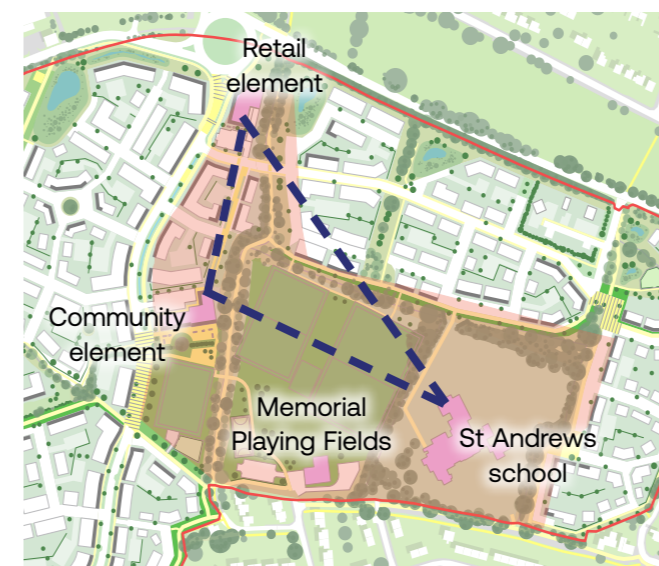 Retail
element
Community
element
Memorial
Playing Fields
St Andrews
school